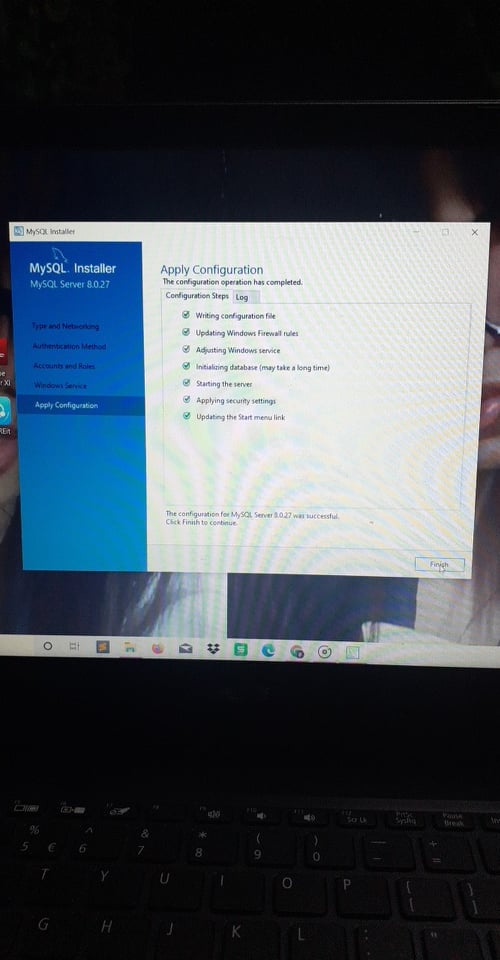 MySQL Installer
MySQL Installer
MySQL Server 8.0.27
Type and Networking
Authentication Method
Accounts and Roles
Windows Service
Apply Configuration
Apply Configuration
The configuration operation has completed.
Configuration Steps Log
Writing configuration file
Updating Windows Firewall rules
Adjusting Windows service
Initializing database (may take a long time)
Starting the server
Applying security settings
Updating the Start menu link
The configuration for MySQL Server 8.0.27 was successful.
Click Finish to continue.
Finish
S
Scr Lk
PrtSc
SysRq
Pause
Break
% ^ & * ( ) — +
5 € 6 7 8 9 0 - =
T Y U I O P { }
[ ]
G H J K L : "